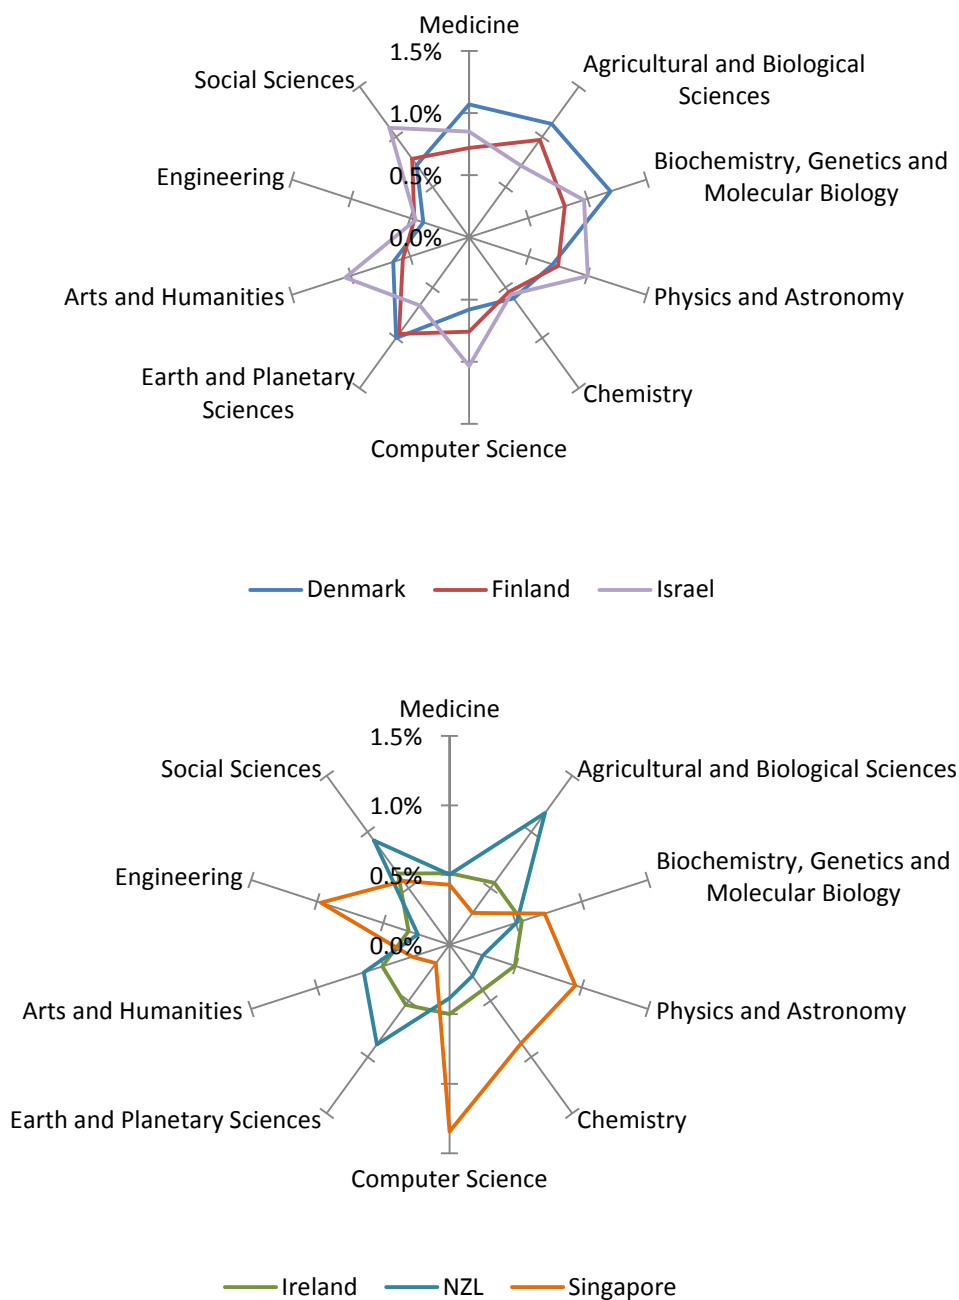 Medicine
1.5%
Agricultural and Biological
Sciences
Social Sciences
1.0%
Biochemistry, Genetics and
Molecular Biology
Engineering
0.5%
0.0%
Arts and Humanities
Physics and Astronomy
Earth and Planetary
Sciences
Chemistry
Computer Science
Denmark Finland Israel
Medicine
1.5%
Social Sciences
Agricultural and Biological Sciences
1.0%
Biochemistry, Genetics and
Molecular Biology
Engineering
0.5%
0.0%
Arts and Humanities
Physics and Astronomy
Earth and Planetary Sciences
Chemistry
Computer Science
Ireland NZL Singapore